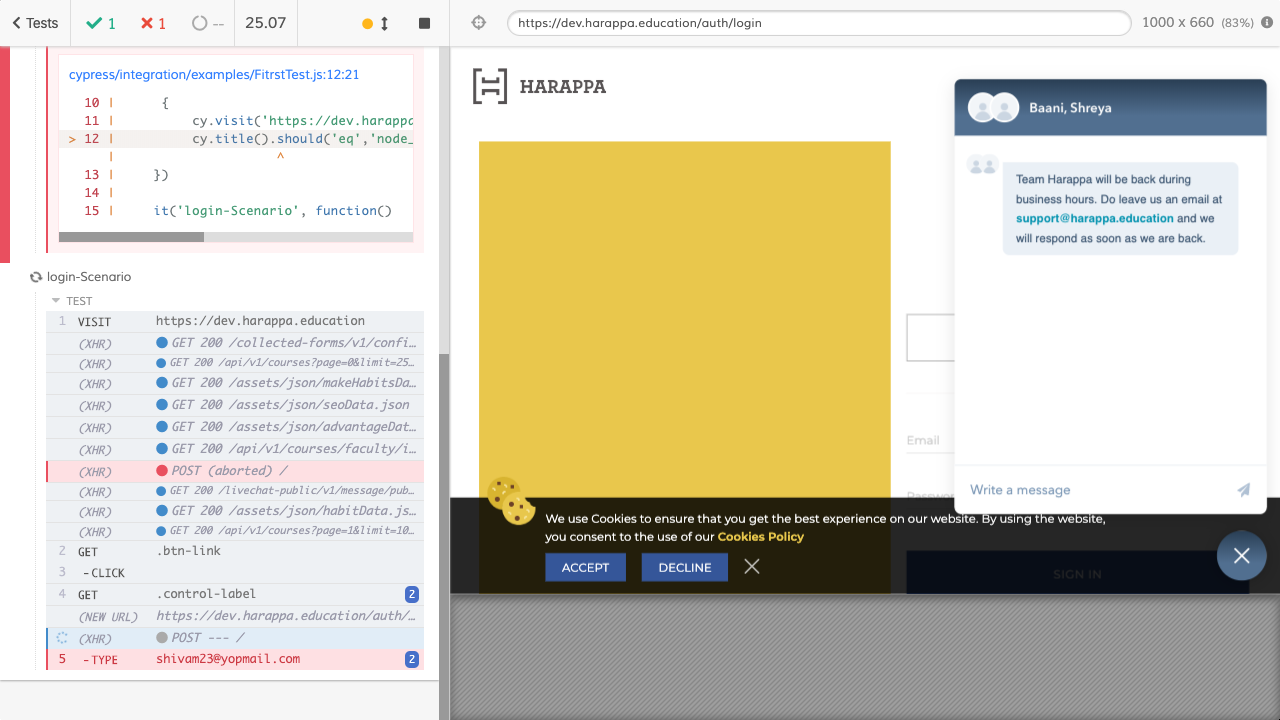 Tests
1
1
--
25.07
https://dev.harappa.education/auth/login
1000 x 660 (83%)
cypress/integration/examples/FitrstTest.js:12:21
10 | {
11 | cy.visit('https://dev.harappa
> 12 | cy.title().should('eq','node_
| ^
13 | })
14 |
15 | it('login-Scenario', function()
login-Scenario
TEST
1 VISIT https://dev.harappa.education
(XHR) GET 200 /collected-forms/v1/confi...
(XHR) GET 200 /api/v1/courses?page=0&limit=25...
(XHR) GET 200 /assets/json/makeHabitsDa...
(XHR) GET 200 /assets/json/seoData.json
(XHR) GET 200 /assets/json/advantageDat...
(XHR) GET 200 /api/v1/courses/faculty/i...
(XHR) POST (aborted) /
(XHR) GET 200 /livechat-public/v1/message/pub...
(XHR) GET 200 /assets/json/habitData.js...
(XHR) GET 200 /api/v1/courses?page=1&limit=10...
2 GET .btn-link
3 -CLICK
4 GET .control-label 2
(NEW URL) https://dev.harappa.education/auth/...
(XHR) POST --- /
5 -TYPE shivam23@yopmail.com 2
HARAPPA
Baani, Shreya
Team Harappa will be back during
business hours. Do leave us an email at
support@harappa.education and we
will respond as soon as we are back.
Email
Password
Write a message
We use Cookies to ensure that you get the best experience on our website. By using the website,
you consent to the use of our Cookies Policy
ACCEPT
DECLINE
SIGN IN